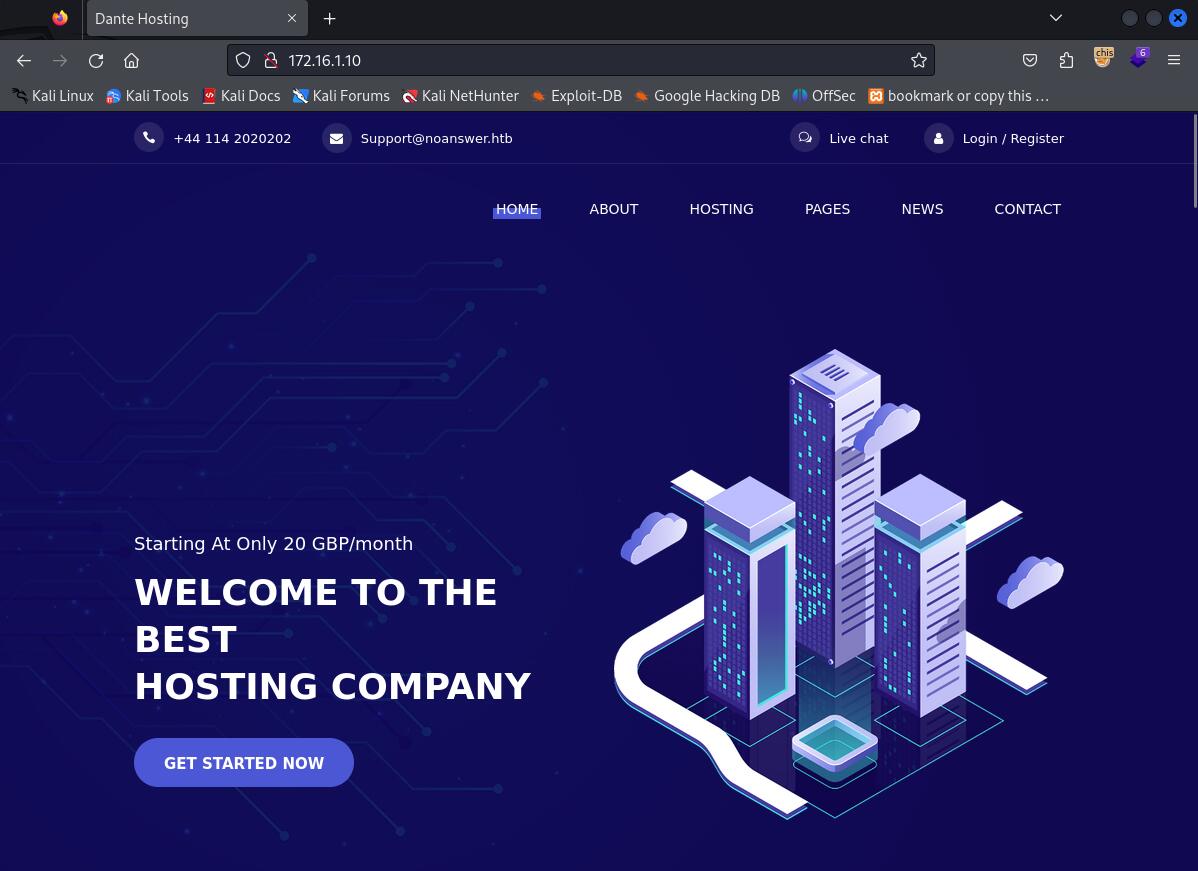 Dante Hosting
172.16.1.10
chis
6
Kali Linux Kali Tools Kali Docs Kali Forums Kali NetHunter Exploit-DB Google Hacking DB OffSec bookmark or copy this …
+44 114 2020202 Support@noanswer.htb Live chat Login / Register
HOME ABOUT HOSTING PAGES NEWS CONTACT
Starting At Only 20 GBP/month
WELCOME TO THE
BEST
HOSTING COMPANY
GET STARTED NOW